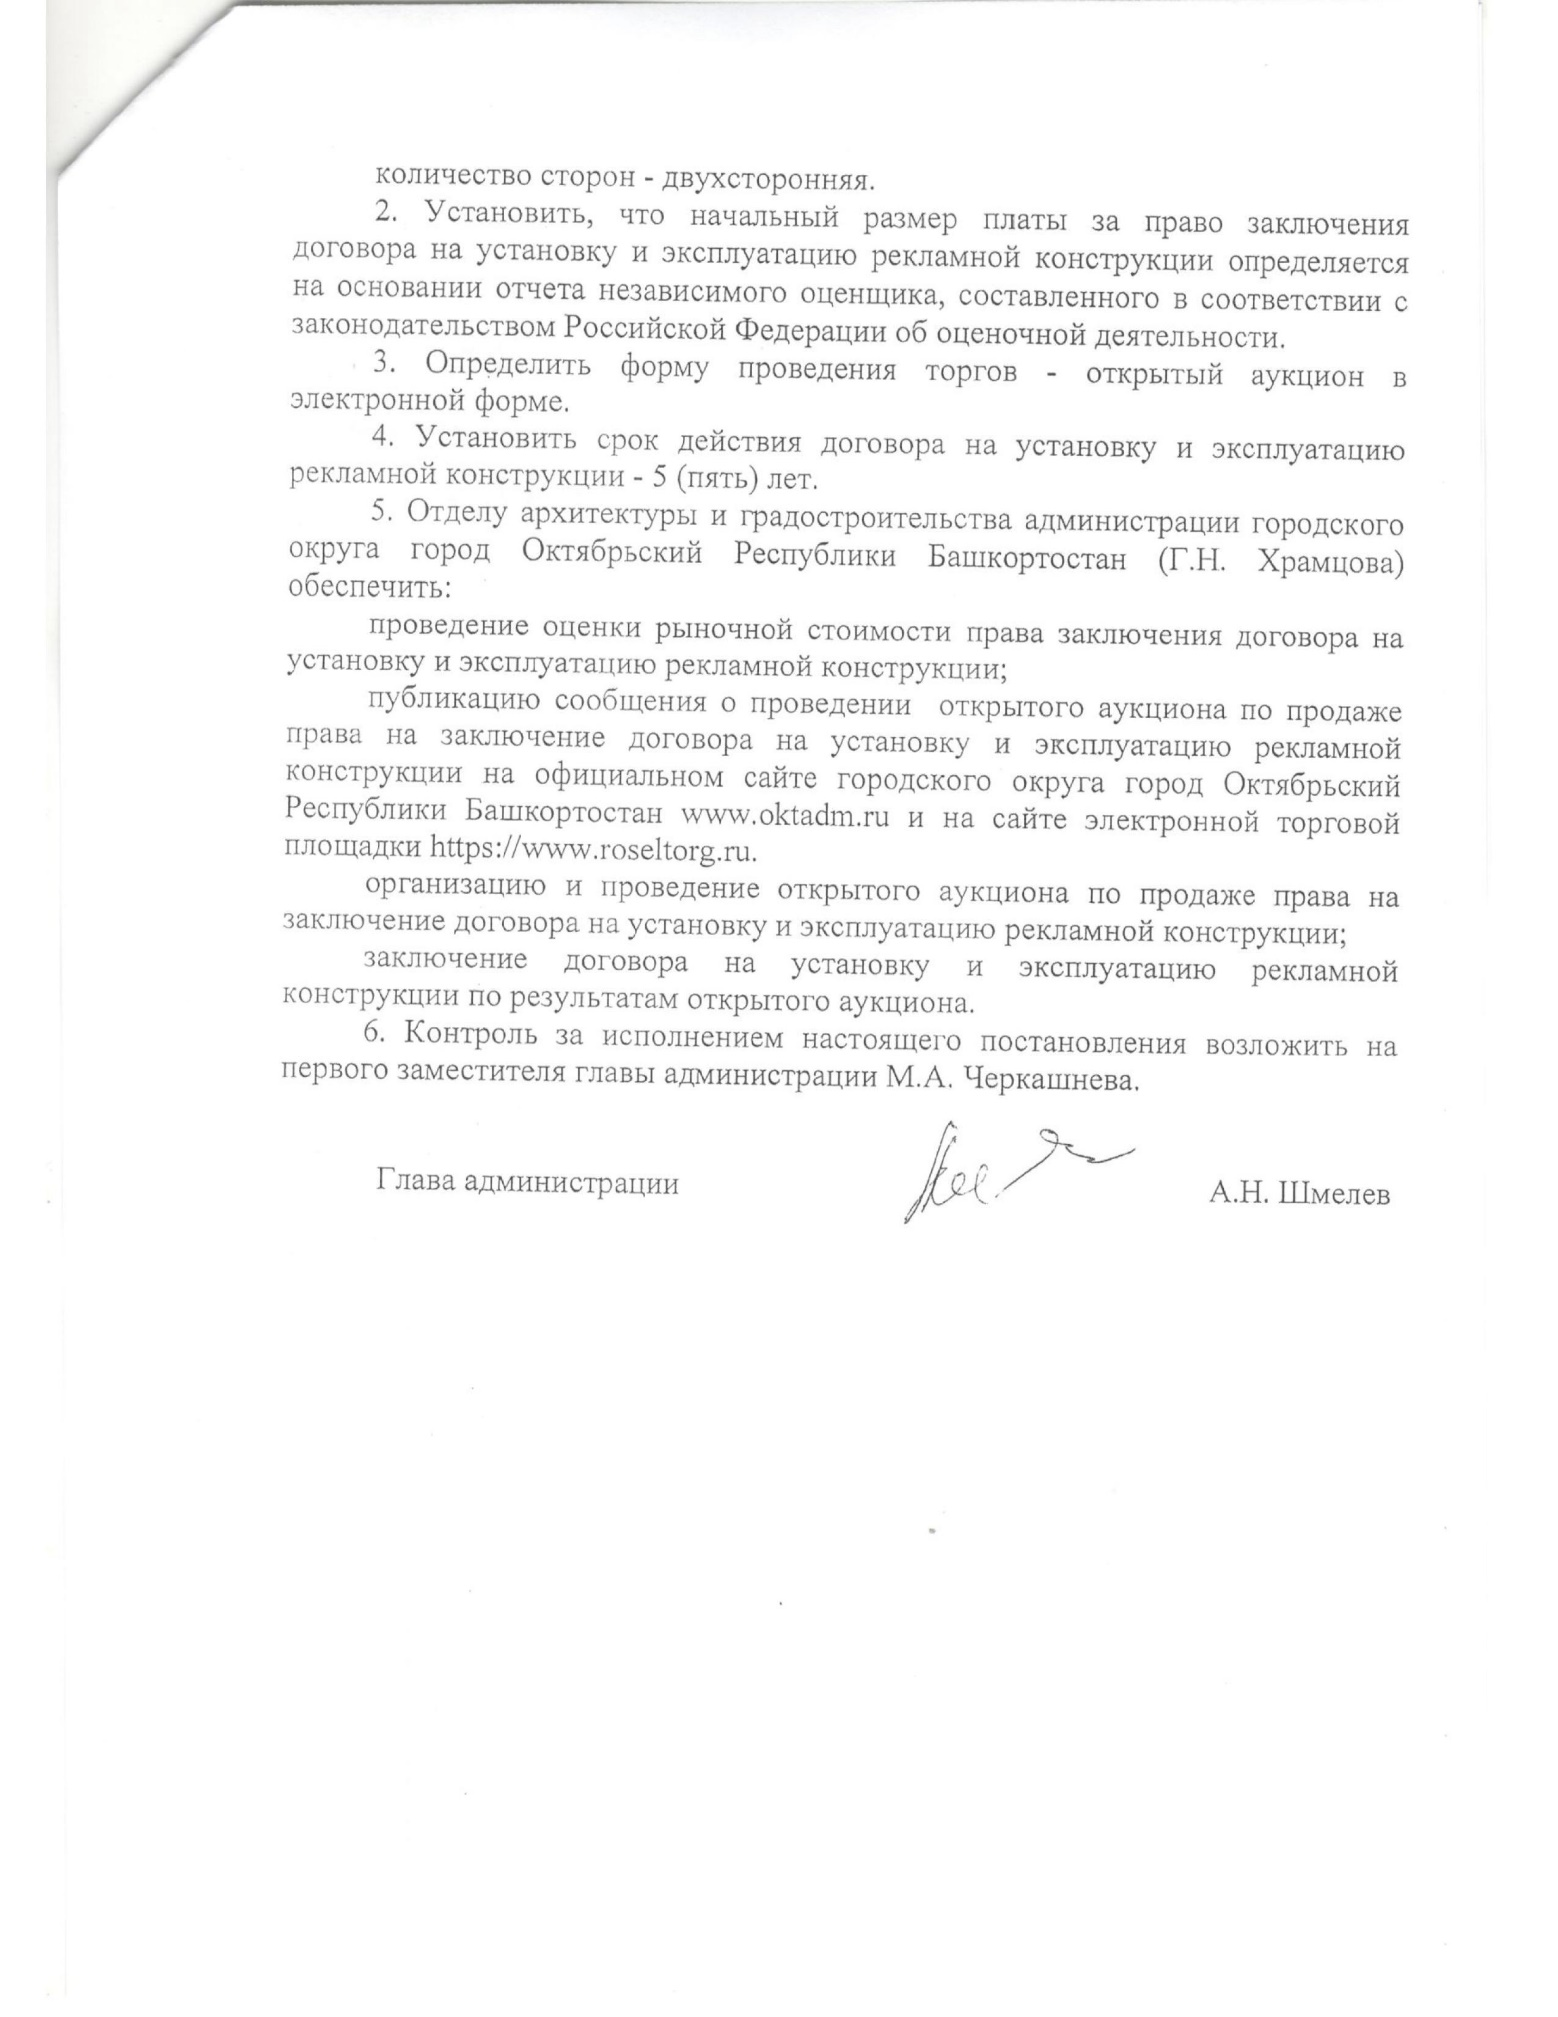 количество сторон - двухсторонняя.
2. Установить, что начальный размер платы за право заключения
договора на установку и эксплуатацию рекламной конструкции определяется
на основании отчета независимого оценщика, составленного в соответствии с
законодательством Российской Федерации об оценочной деятельности.
3. Определить форму проведения торгов - открытый аукцион в
электронной форме.
4. Установить срок действия договора на установку и эксплуатацию
рекламной конструкции - 5 (пять) лет.
5. Отделу архитектуры и градостроительства администрации городского
округа город Октябрьский Республики Башкортостан (Г.Н. Храмцова)
обеспечить:
проведение оценки рыночной стоимости права заключения договора на
установку и эксплуатацию рекламной конструкции;
публикацию сообщения о проведении открытого аукциона по продаже
права на заключение договора на установку и эксплуатацию рекламной
конструкции на официальном сайте городского округа город Октябрьский
Республики Башкортостан www.oktadm.ru и на сайте электронной торговой
площадки https://www.roseltorg.ru.
организацию и проведение открытого аукциона по продаже права на
заключение договора на установку и эксплуатацию рекламной конструкции;
заключение договора на установку и эксплуатацию рекламной
конструкции по результатам открытого аукциона.
6. Контроль за исполнением настоящего постановления возложить на
первого заместителя главы администрации М.А. Черкашнева.
Глава администрации А.Н. Шмелев